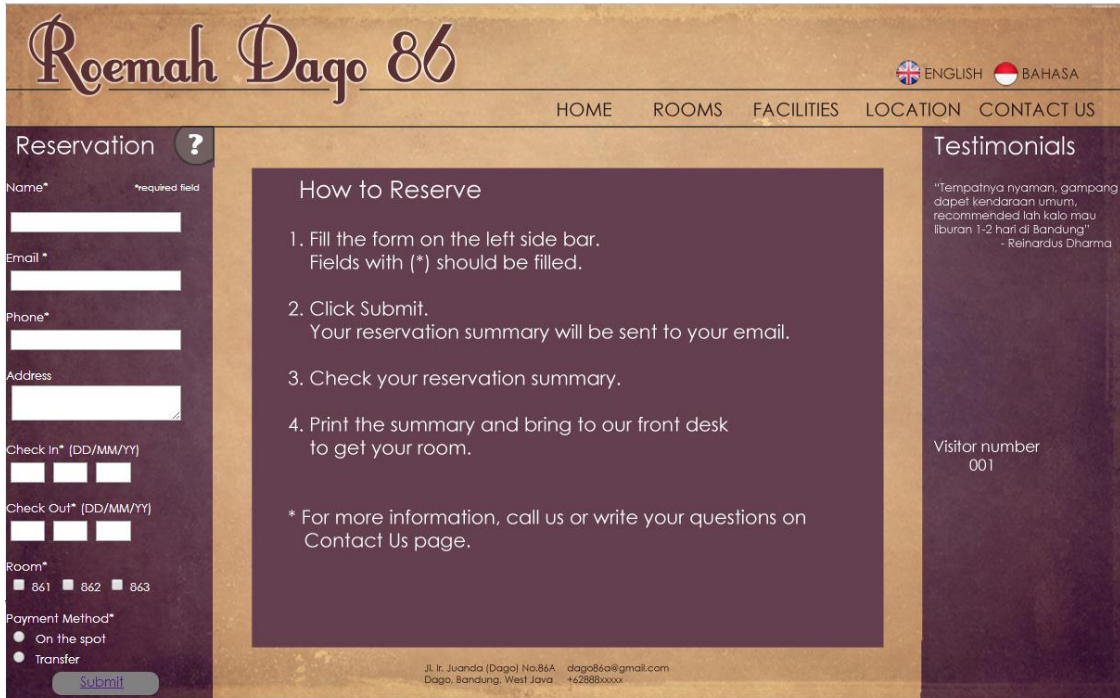 Roemah Dago 86
ENGLISH BAHASA
HOME ROOMS FACILITIES LOCATION CONTACT US
Reservation ?
Name* *required field
Email *
Phone*
Address
Check In* (DD/MM/YY)
Check Out* (DD/MM/YY)
Room*
861 862 863
Payment Method*
On the spot
Transfer
Submit
How to Reserve
1. Fill the form on the left side bar.
Fields with (*) should be filled.
2. Click Submit.
Your reservation summary will be sent to your email.
3. Check your reservation summary.
4. Print the summary and bring to our front desk
to get your room.
* For more information, call us or write your questions on
Contact Us page.
Testimonials
"Tempatnya nyaman, gampang
dapet kendaraan umum,
recommended lah kalo mau
liburan 1-2 hari di Bandung"
- Reinardus Dharma
Visitor number
001
Jl. Ir. Juanda (Dago) No.86A dago86a@gmail.com
Dago, Bandung, West Java +62888xxxxx